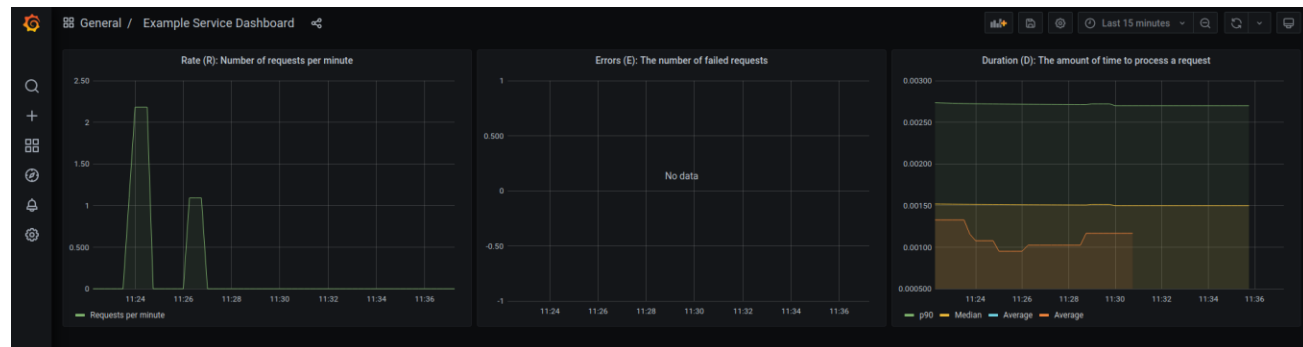 General / Example Service Dashboard
Last 15 minutes
Rate (R): Number of requests per minute
2.50
2
1.50
1
0.500
0
11:24 11:26 11:28 11:30 11:32 11:34 11:36
Requests per minute
Errors (E): The number of failed requests
1
0.500
0
-0.50
-1
No data
11:24 11:26 11:28 11:30 11:32 11:34 11:36
Duration (D): The amount of time to process a request
0.00300
0.00250
0.00200
0.00150
0.00100
0.000500
11:24 11:26 11:28 11:30 11:32 11:34 11:36
p90 Median Average Average